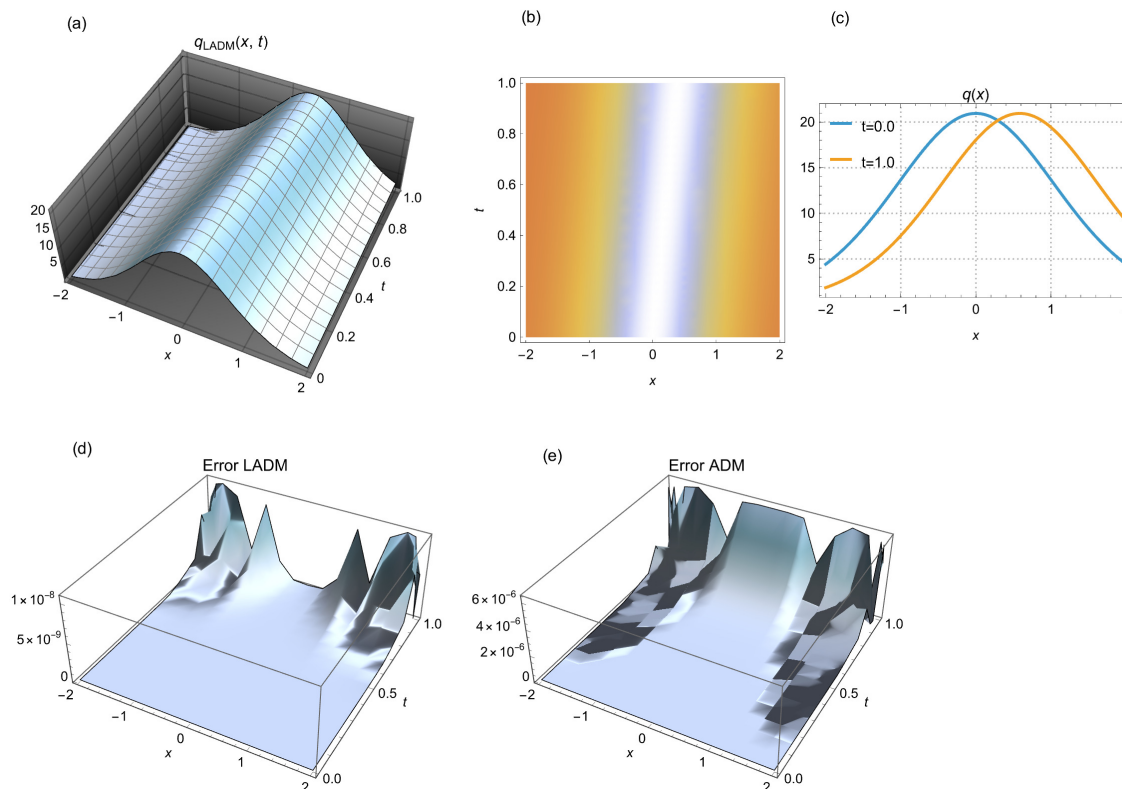 (a)
q_LADM(x, t)
20
15
10
5
−2
−1
0
1
2
x
0
0.2
0.4
0.6
0.8
1.0
t
(b)
1.0
0.8
0.6
0.4
0.2
0
t
−2
−1
0
1
2
x
(c)
q(x)
20
15
10
5
t=0.0
t=1.0
−2
−1
0
1
x
(d)
Error LADM
1×10⁻⁸
5×10⁻⁹
0
−2
−1
0
1
2
x
0.0
0.5
1.0
t
(e)
Error ADM
6×10⁻⁶
4×10⁻⁶
2×10⁻⁶
0
−2
−1
0
1
2
x
0.0
0.5
1.0
t